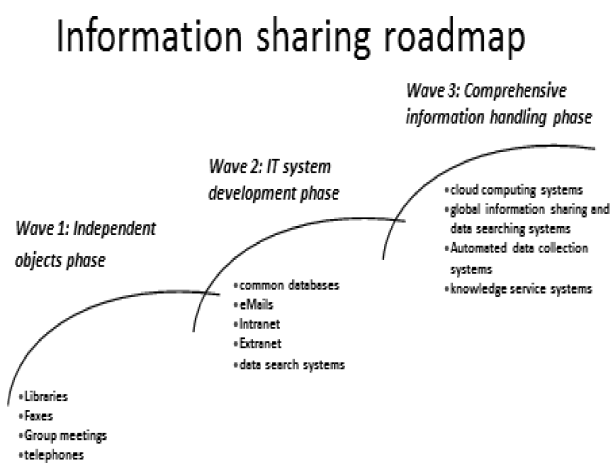 Information sharing roadmap
Wave 3: Comprehensive
information handling phase
Wave 2: IT system
development phase
Wave 1: Independent
objects phase
•cloud computing systems
•global information sharing and
data searching systems
•Automated data collection
systems
•knowledge service systems
•common databases
•eMails
•Intranet
•Extranet
•data search systems
•Libraries
•Faxes
•Group meetings
•telephones